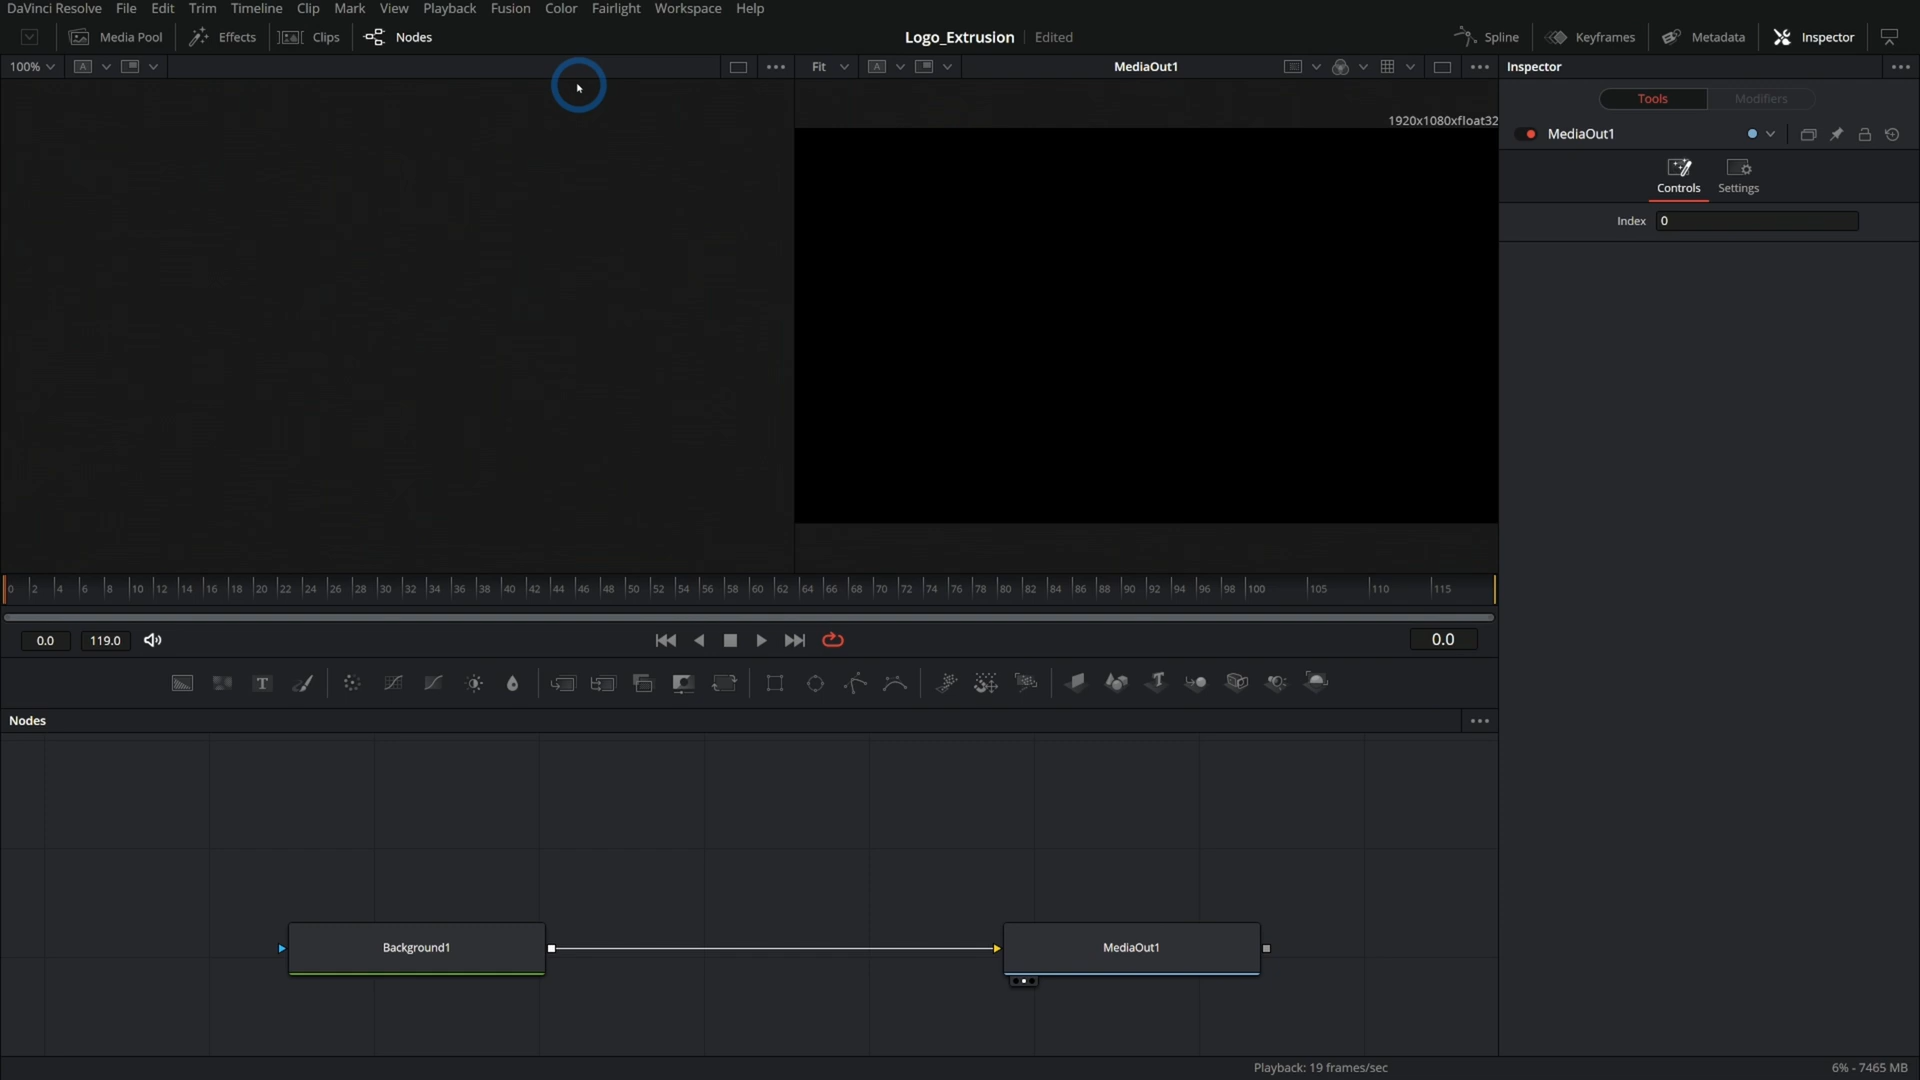 DaVinci Resolve File Edit Trim Timeline Clip Mark View Playback Fusion Color Fairlight Workspace Help
Media Pool Effects Clips Nodes Logo_Extrusion Edited Spline Keyframes Metadata Inspector
100% A Fit A MediaOut1 Inspector
Tools Modifiers
1920x1080xfloat32
MediaOut1
Controls Settings
Index 0
0 2 4 6 8 10 12 14 16 18 20 22 24 26 28 30 32 34 36 38 40 42 44 46 48 50 52 54 56 58 60 62 64 66 68 70 72 74 76 78 80 82 84 86 88 90 92 94 96 98 100 105 110 115
0.0 119.0 0.0
T
Nodes
Background1 MediaOut1
Playback: 19 frames/sec 6% - 7465 MB